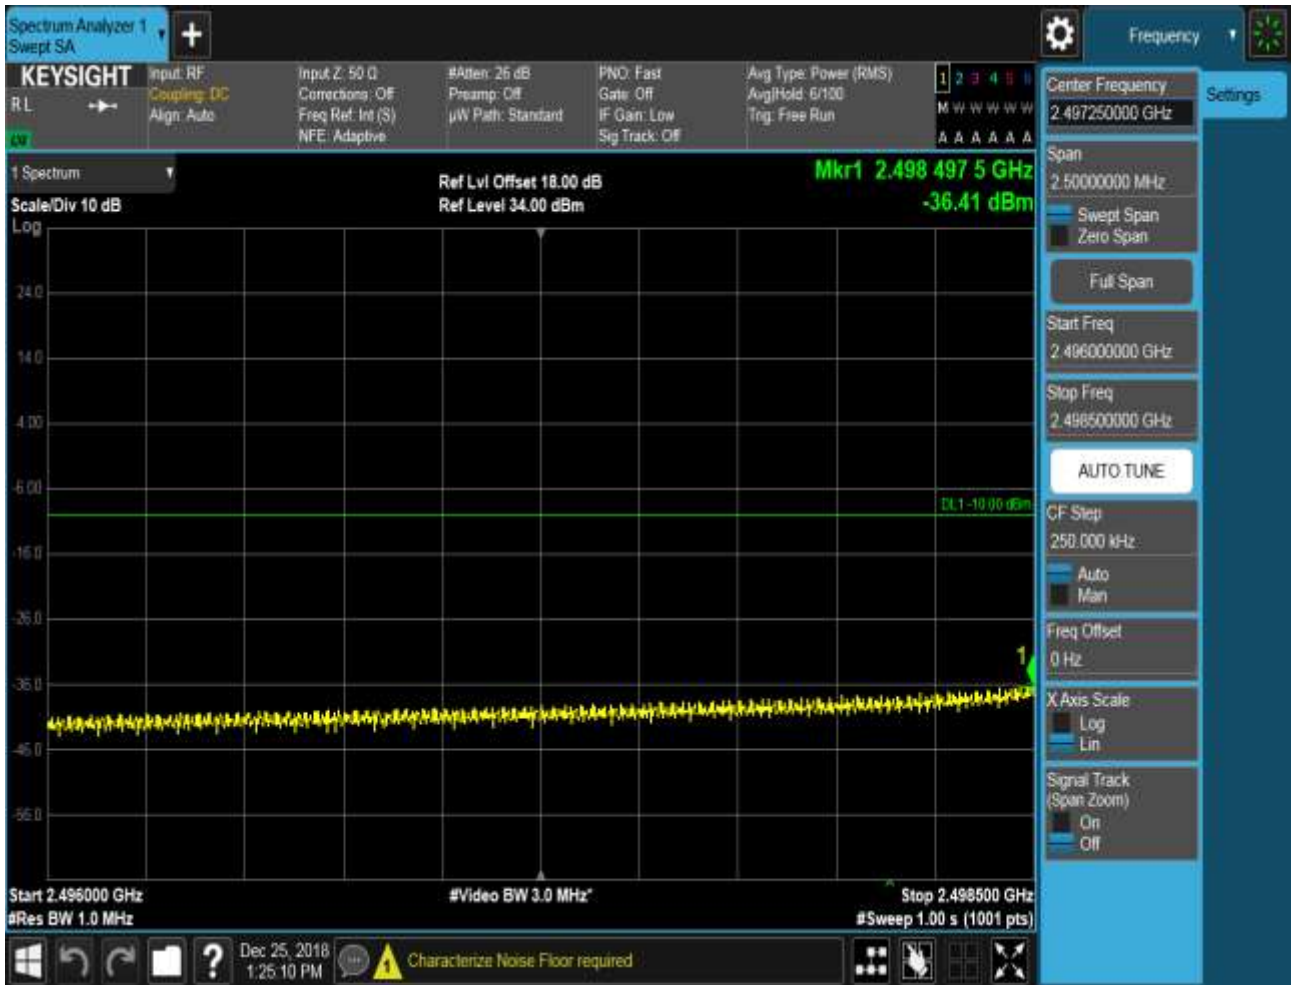 Spectrum Analyzer 1
Swept SA
Frequency
KEYSIGHT
RL
Input: RF
Coupling: DC
Align: Auto
Input Z: 50 Ω
Corrections: Off
Freq Ref: Int (S)
NFE: Adaptive
#Atten: 26 dB
Preamp: Off
µW Path: Standard
PNO: Fast
Gate: Off
IF Gain: Low
Sig Track: Off
Avg Type: Power (RMS)
Avg|Hold: 6/100
Trig: Free Run
1 2 3 4 5 6
M W W W W W
A A A A A A
Center Frequency
2.497250000 GHz
Settings
1 Spectrum
Scale/Div 10 dB
Log
Ref Lvl Offset 18.00 dB
Ref Level 34.00 dBm
Mkr1 2.498 497 5 GHz
-36.41 dBm
Span
2.50000000 MHz
Swept Span
Zero Span
Full Span
Start Freq
2.496000000 GHz
Stop Freq
2.498500000 GHz
AUTO TUNE
CF Step
250.000 kHz
Auto
Man
Freq Offset
0 Hz
X Axis Scale
Log
Lin
Signal Track
(Span Zoom)
On
Off
24.0
14.0
4.00
-6.00
-16.0
-26.0
-36.0
-46.0
-56.0
DL1 -10.00 dBm
1
Start 2.496000 GHz
#Res BW 1.0 MHz
#Video BW 3.0 MHz*
Stop 2.498500 GHz
#Sweep 1.00 s (1001 pts)
?
Dec 25, 2018
1:25:10 PM
1
Characterize Noise Floor required